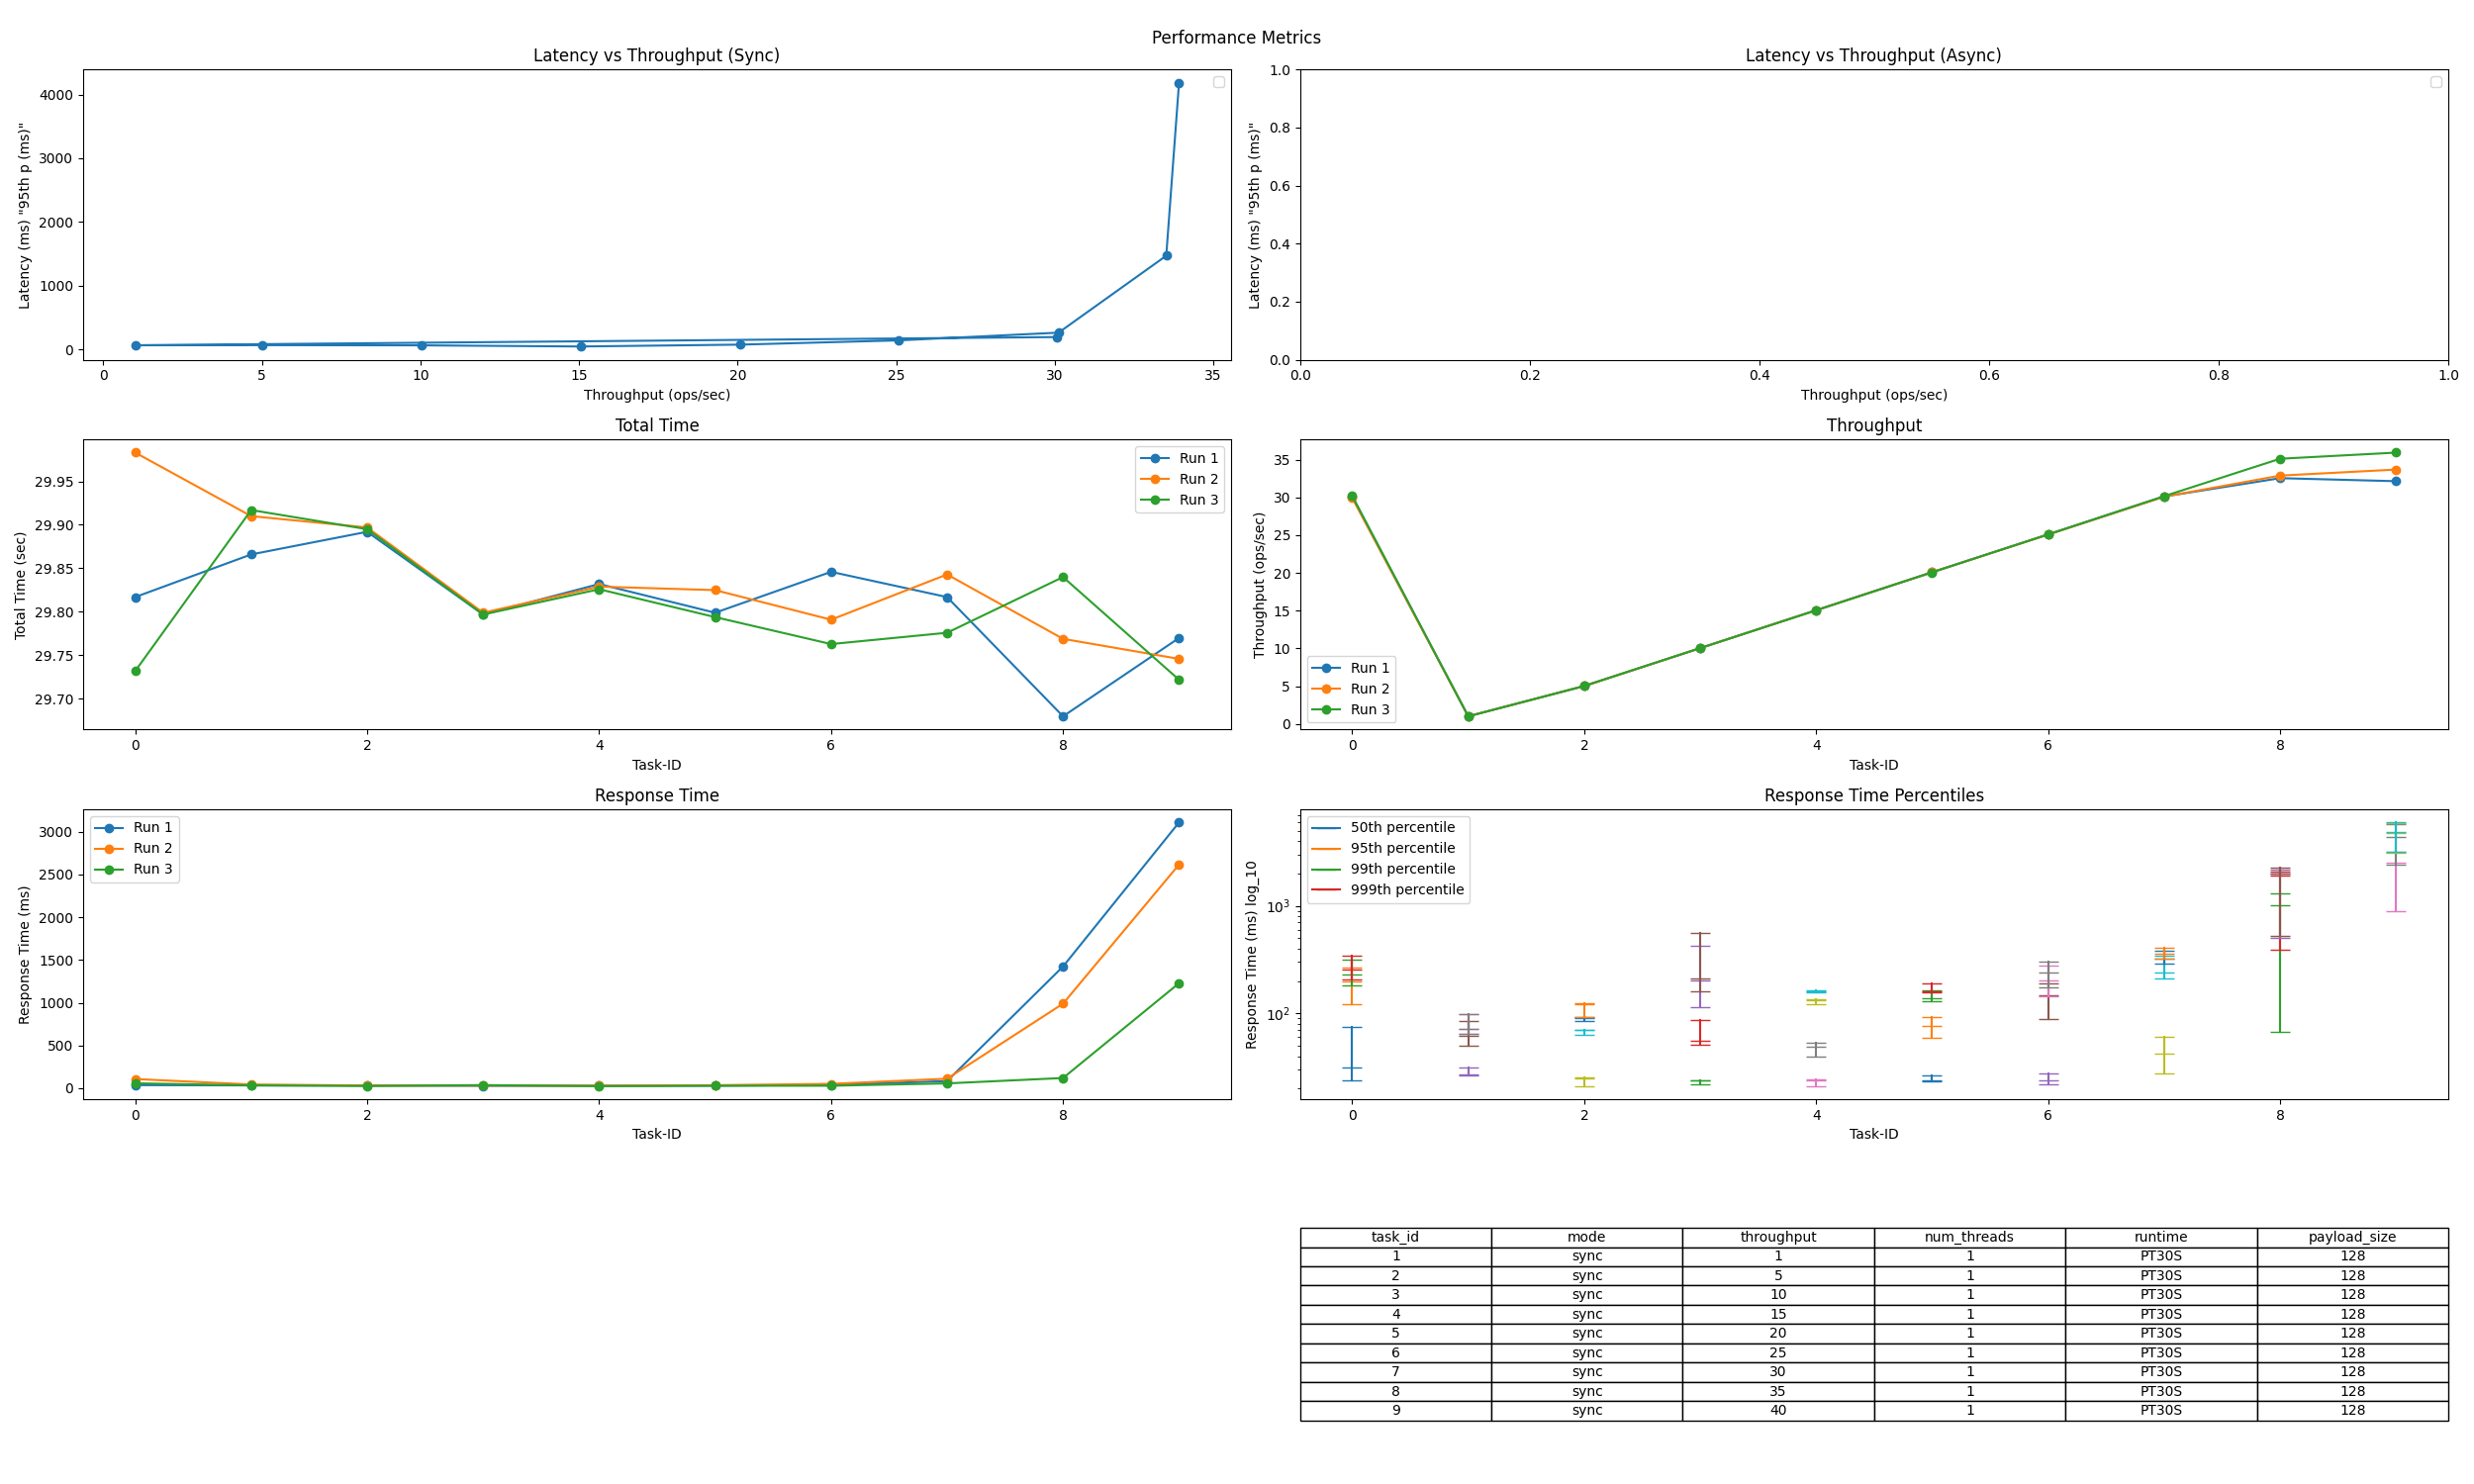 Performance Metrics
Latency vs Throughput (Sync)
Latency (ms) "95th p (ms)"
4000
3000
2000
1000
0
0 5 10 15 20 25 30 35
Throughput (ops/sec)
Latency vs Throughput (Async)
Latency (ms) "95th p (ms)"
1.0
0.8
0.6
0.4
0.2
0.0
0.0 0.2 0.4 0.6 0.8 1.0
Throughput (ops/sec)
Total Time
Total Time (sec)
29.95
29.90
29.85
29.80
29.75
29.70
Run 1
Run 2
Run 3
0 2 4 6 8
Task-ID
Throughput
Throughput (ops/sec)
35
30
25
20
15
10
5
0
Run 1
Run 2
Run 3
0 2 4 6 8
Task-ID
Response Time
Response Time (ms)
3000
2500
2000
1500
1000
500
0
Run 1
Run 2
Run 3
0 2 4 6 8
Task-ID
Response Time Percentiles
Response Time (ms) log_10
10³
10²
50th percentile
95th percentile
99th percentile
999th percentile
0 2 4 6 8
Task-ID
task_id mode throughput num_threads runtime payload_size
1 sync 1 1 PT30S 128
2 sync 5 1 PT30S 128
3 sync 10 1 PT30S 128
4 sync 15 1 PT30S 128
5 sync 20 1 PT30S 128
6 sync 25 1 PT30S 128
7 sync 30 1 PT30S 128
8 sync 35 1 PT30S 128
9 sync 40 1 PT30S 128